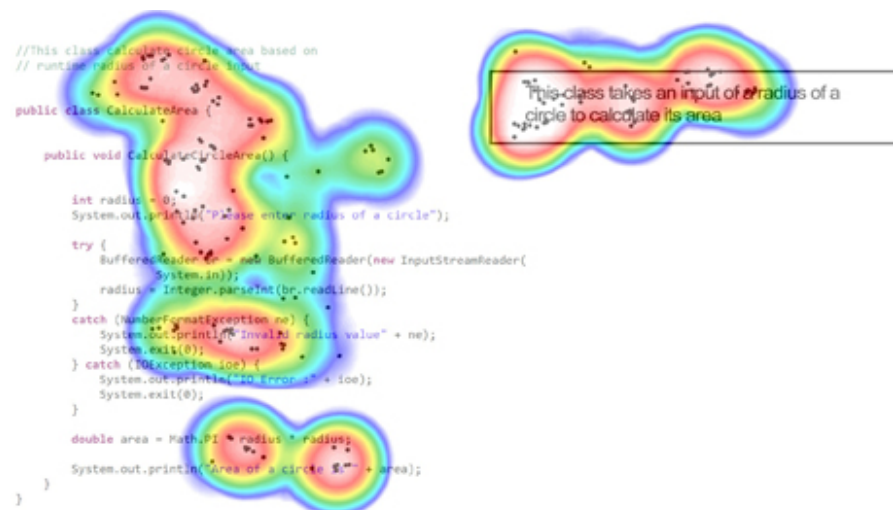 //This class calculate circle area based on
// runtime radius of a circle input
public class CalculateArea {
public void CalculateCircleArea() {
int radius = 0;
System.out.println("Please enter radius of a circle");
try {
BufferedReader br = new BufferedReader(new InputStreamReader(
System.in));
radius = Integer.parseInt(br.readLine());
}
catch (NumberFormatException ne) {
System.out.println("Invalid radius value" + ne);
System.exit(0);
} catch (IOException ioe) {
System.out.println("IO Error :" + ioe);
System.exit(0);
}
double area = Math.PI * radius * radius;
System.out.println("Area of a circle is " + area);
}
}
This class takes an input of a radius of a
circle to calculate its area